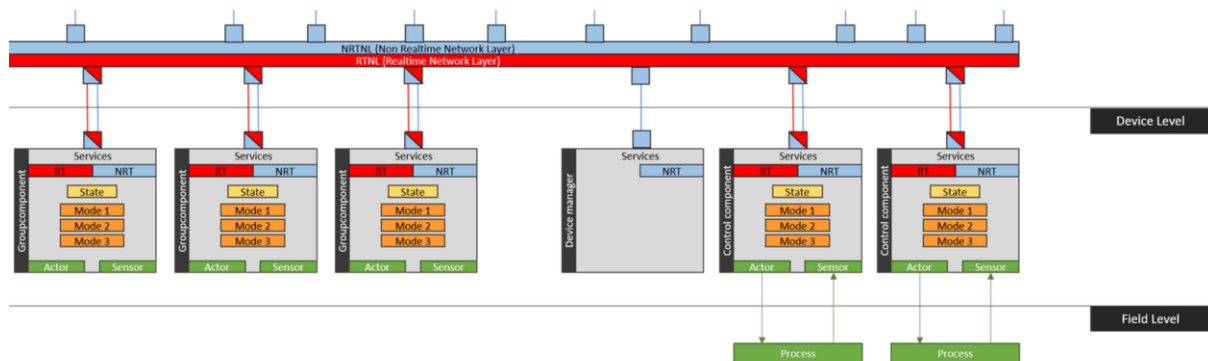 NRTNL (Non Realtime Network Layer)
RTNL (Realtime Network Layer)
Device Level
Groupcomponent
Services
RT
NRT
State
Mode 1
Mode 2
Mode 3
Actor
Sensor
Groupcomponent
Services
RT
NRT
State
Mode 1
Mode 2
Mode 3
Actor
Sensor
Groupcomponent
Services
RT
NRT
State
Mode 1
Mode 2
Mode 3
Actor
Sensor
Device manager
Services
NRT
Control component
Services
RT
NRT
State
Mode 1
Mode 2
Mode 3
Actor
Sensor
Control component
Services
RT
NRT
State
Mode 1
Mode 2
Mode 3
Actor
Sensor
Field Level
Process
Process